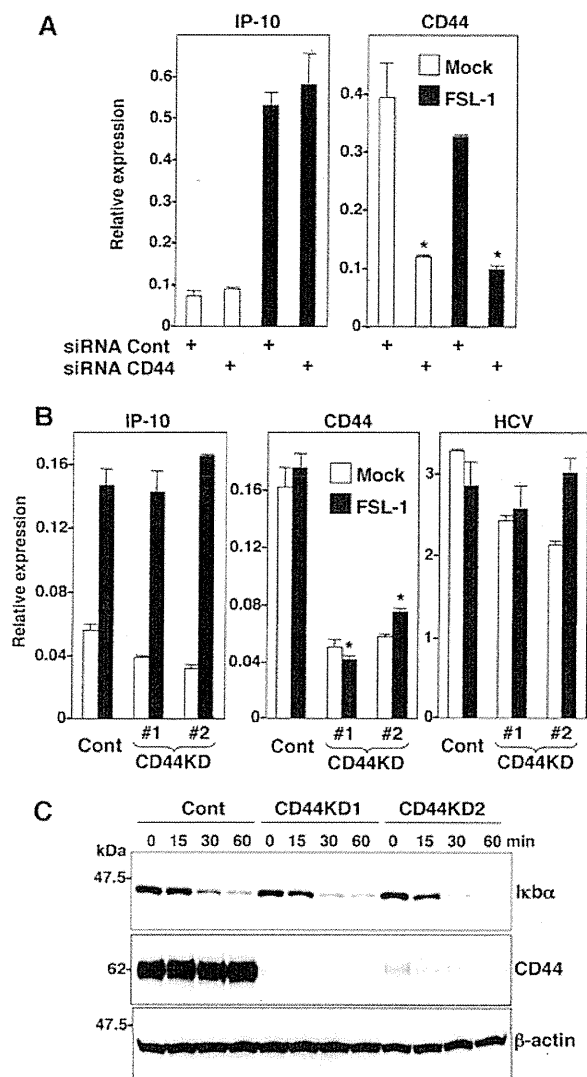 A
IP-10
CD44
Relative expression
0.6
0.5
0.4
0.3
0.2
0.1
0
0.4
0.3
0.2
0.1
0
Mock
FSL-1
*
*
siRNA Cont + +
siRNA CD44 + +
+ +
+ +
B
IP-10
CD44
HCV
Relative expression
0.16
0.12
0.08
0.04
0
0.16
0.12
0.08
0.04
0
3
2
1
0
Mock
FSL-1
*
*
Cont #1 #2
CD44KD
Cont #1 #2
CD44KD
Cont #1 #2
CD44KD
C
Cont CD44KD1 CD44KD2
0 15 30 60 0 15 30 60 0 15 30 60 min
kDa
47.5
Iκbα
62
CD44
47.5
β-actin